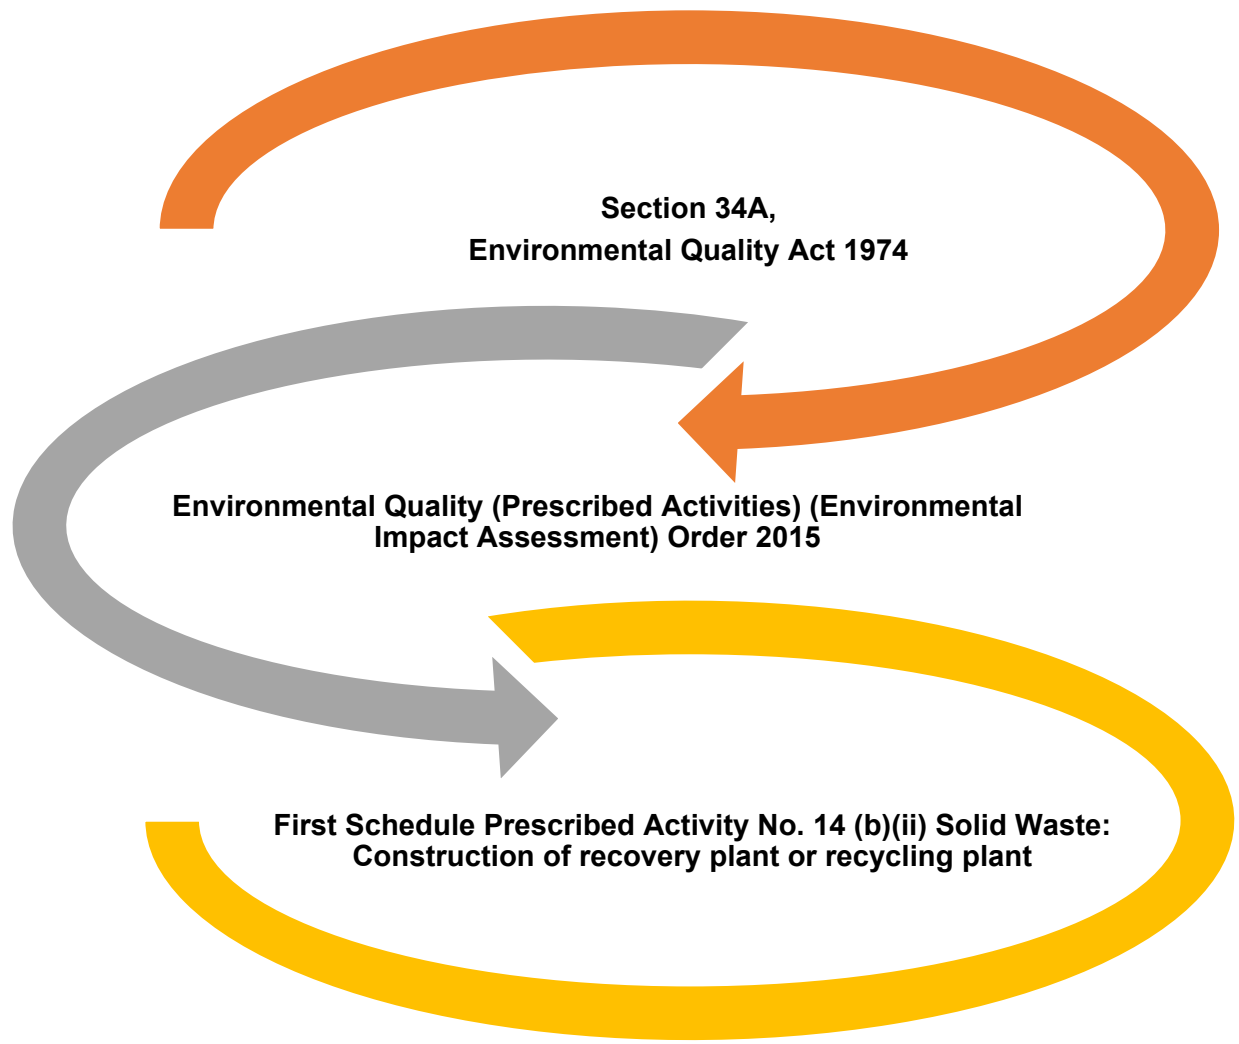 Section 34A,
Environmental Quality Act 1974
Environmental Quality (Prescribed Activities) (Environmental
Impact Assessment) Order 2015
First Schedule Prescribed Activity No. 14 (b)(ii) Solid Waste:
Construction of recovery plant or recycling plant